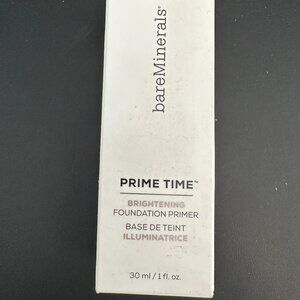 bareMinerals®
PRIME TIME™
BRIGHTENING
FOUNDATION PRIMER
BASE DE TEINT
ILLUMINATRICE
30 ml / 1 fl. oz.